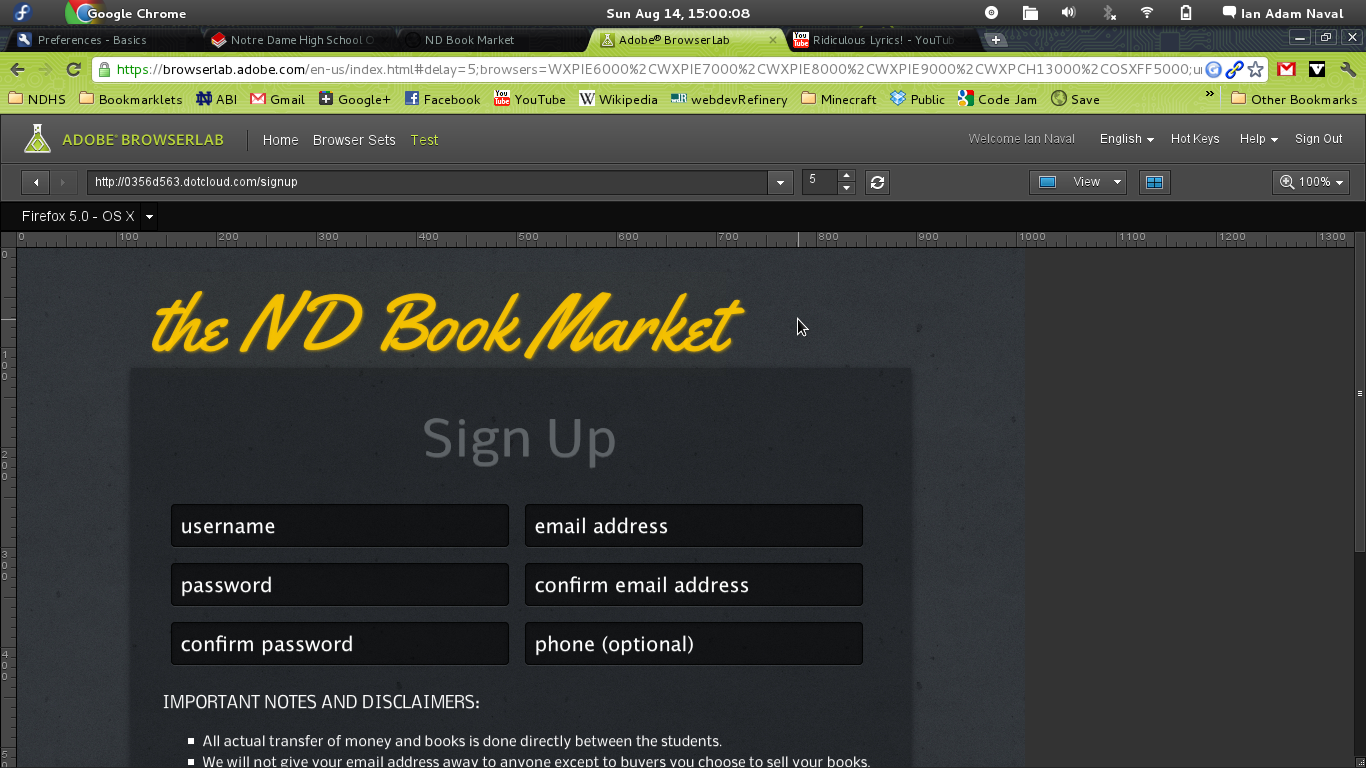 Google Chrome Sun Aug 14, 15:00:08 Ian Adam Naval
Preferences - Basics Notre Dame High School ND Book Market Adobe® BrowserLab Ridiculous Lyrics! - YouTub
https://browserlab.adobe.com/en-us/index.html#delay=5;browsers=WXPIE6000%2CWXPIE7000%2CWXPIE8000%2CWXPIE9000%2CWXPCH13000%2COSXFF5000;u
NDHS Bookmarklets ABI Gmail Google+ Facebook YouTube Wikipedia webdevRefinery Minecraft Public Code Jam Save » Other Bookmarks
ADOBE® BROWSERLAB Home Browser Sets Test Welcome Ian Naval English Hot Keys Help Sign Out
http://0356d563.dotcloud.com/signup 5 View 100%
Firefox 5.0 - OS X
0 100 200 300 400 500 600 700 800 900 1000 1100 1200 1300
the ND Book Market
Sign Up
username email address
password confirm email address
confirm password phone (optional)
IMPORTANT NOTES AND DISCLAIMERS:
All actual transfer of money and books is done directly between the students.
We will not give your email address away to anyone except to buyers you choose to sell your books.